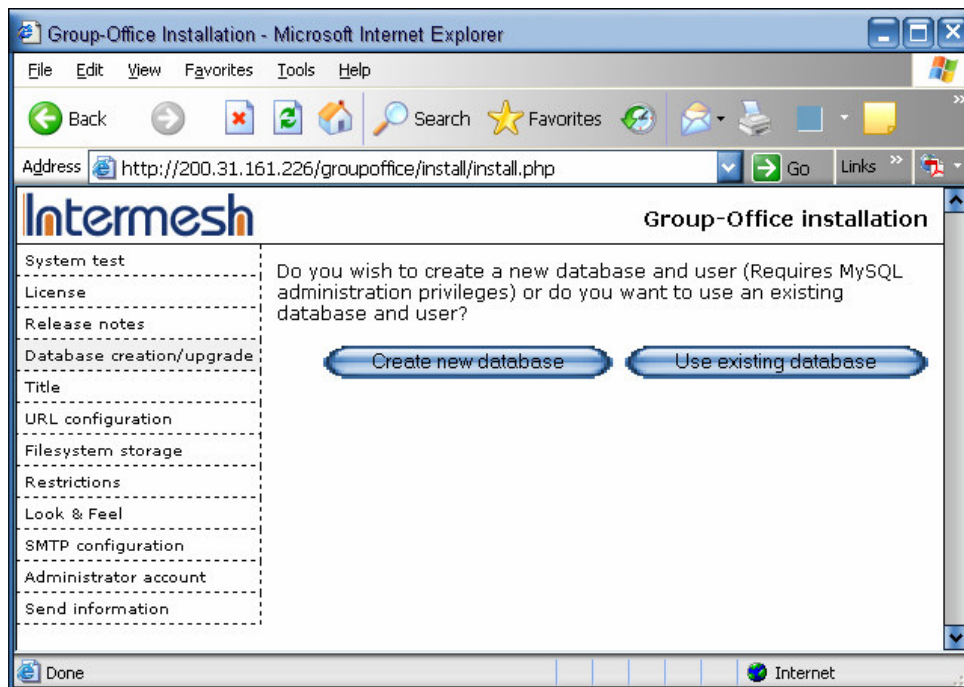 Group-Office Installation - Microsoft Internet Explorer
File Edit View Favorites Tools Help
Back Search Favorites »
Address http://200.31.161.226/groupoffice/install/install.php Go Links »
Intermesh
Group-Office installation
System test
License
Release notes
Database creation/upgrade
Title
URL configuration
Filesystem storage
Restrictions
Look & Feel
SMTP configuration
Administrator account
Send information
Do you wish to create a new database and user (Requires MySQL
administration privileges) or do you want to use an existing
database and user?
Create new database Use existing database
Done Internet